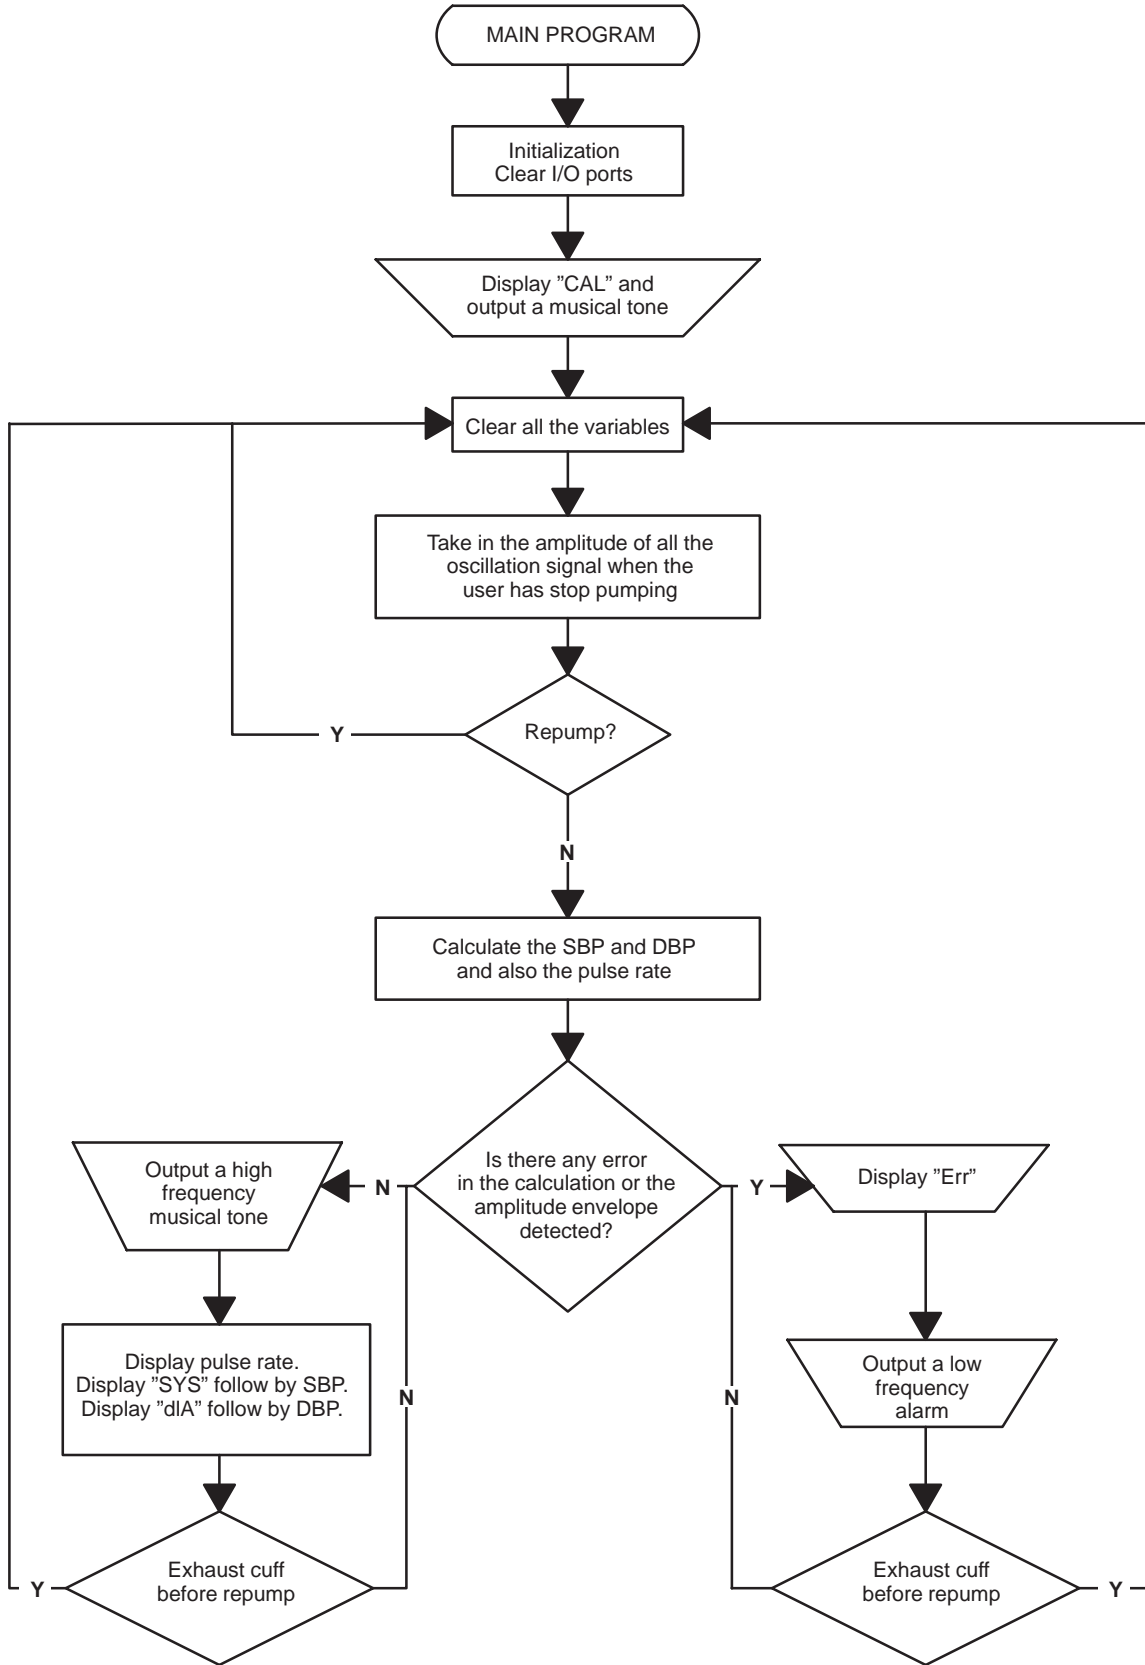 MAIN PROGRAM
Initialization
Clear I/O ports
Display ”CAL” and
output a musical tone
Clear all the variables
Take in the amplitude of all the
oscillation signal when the
user has stop pumping
Repump?
Y
N
Calculate the SBP and DBP
and also the pulse rate
Is there any error
in the calculation or the
amplitude envelope
detected?
N
Y
Output a high
frequency
musical tone
Display ”Err”
Display pulse rate.
Display ”SYS” follow by SBP.
Display ”dIA” follow by DBP.
N
N
Output a low
frequency
alarm
Exhaust cuff
before repump
Y
Exhaust cuff
before repump
Y